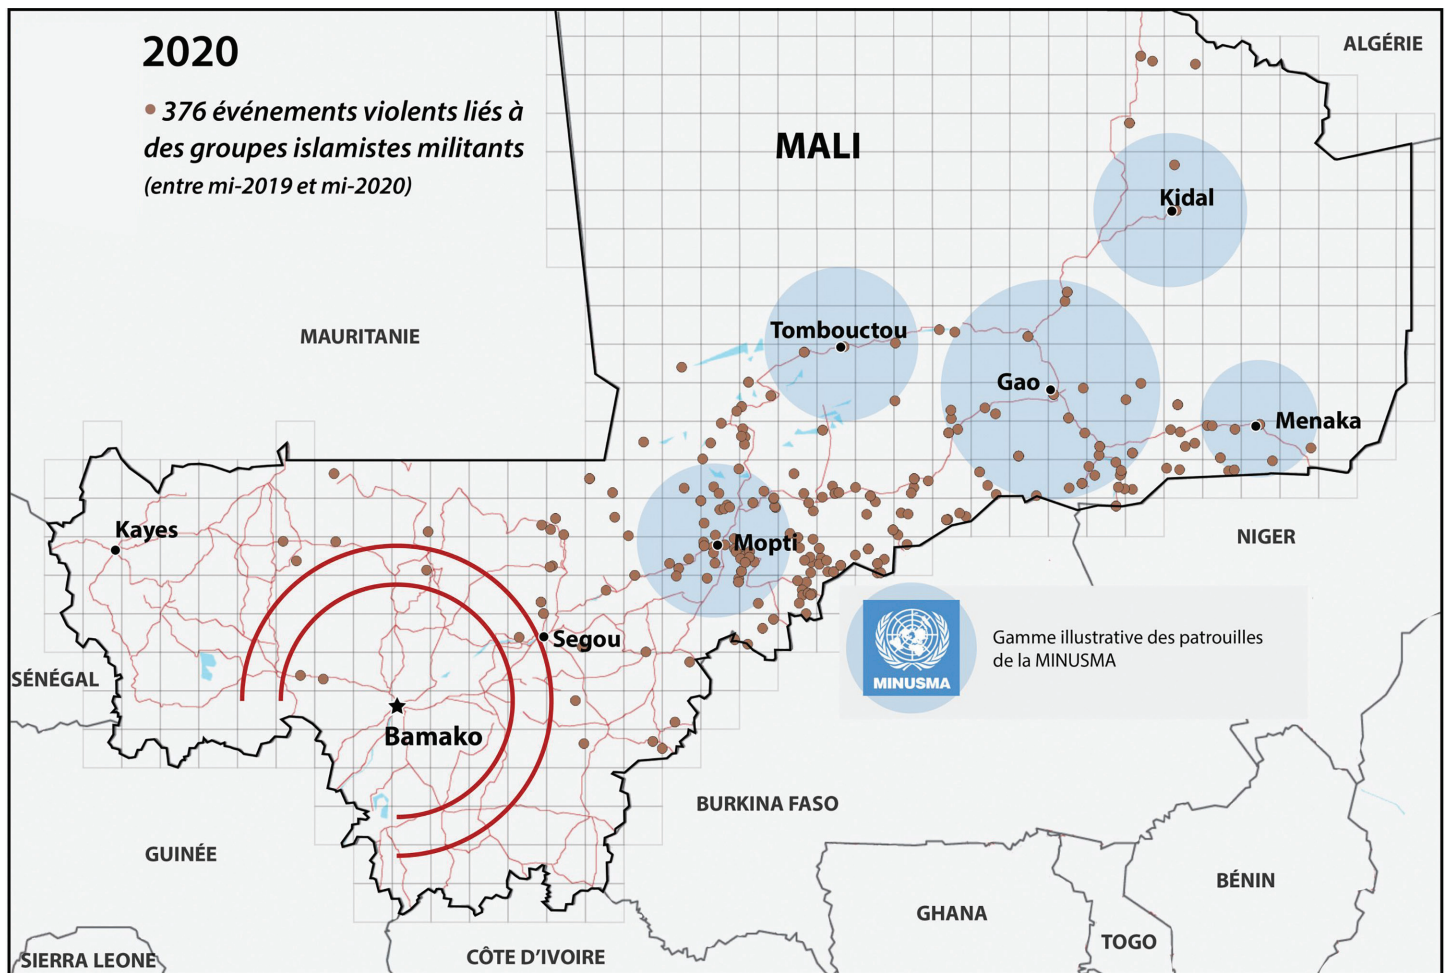 2020
376 événements violents liés à
des groupes islamistes militants
(entre mi-2019 et mi-2020)
ALGÉRIE
MALI
Kidal
MAURITANIE
Tombouctou
Gao
Menaka
Kayes
Mopti
NIGER
Segou
Gamme illustrative des patrouilles
de la MINUSMA
MINUSMA
SÉNÉGAL
Bamako
BURKINA FASO
GUINÉE
BÉNIN
GHANA
TOGO
CÔTE D'IVOIRE
SIERRA LEONE